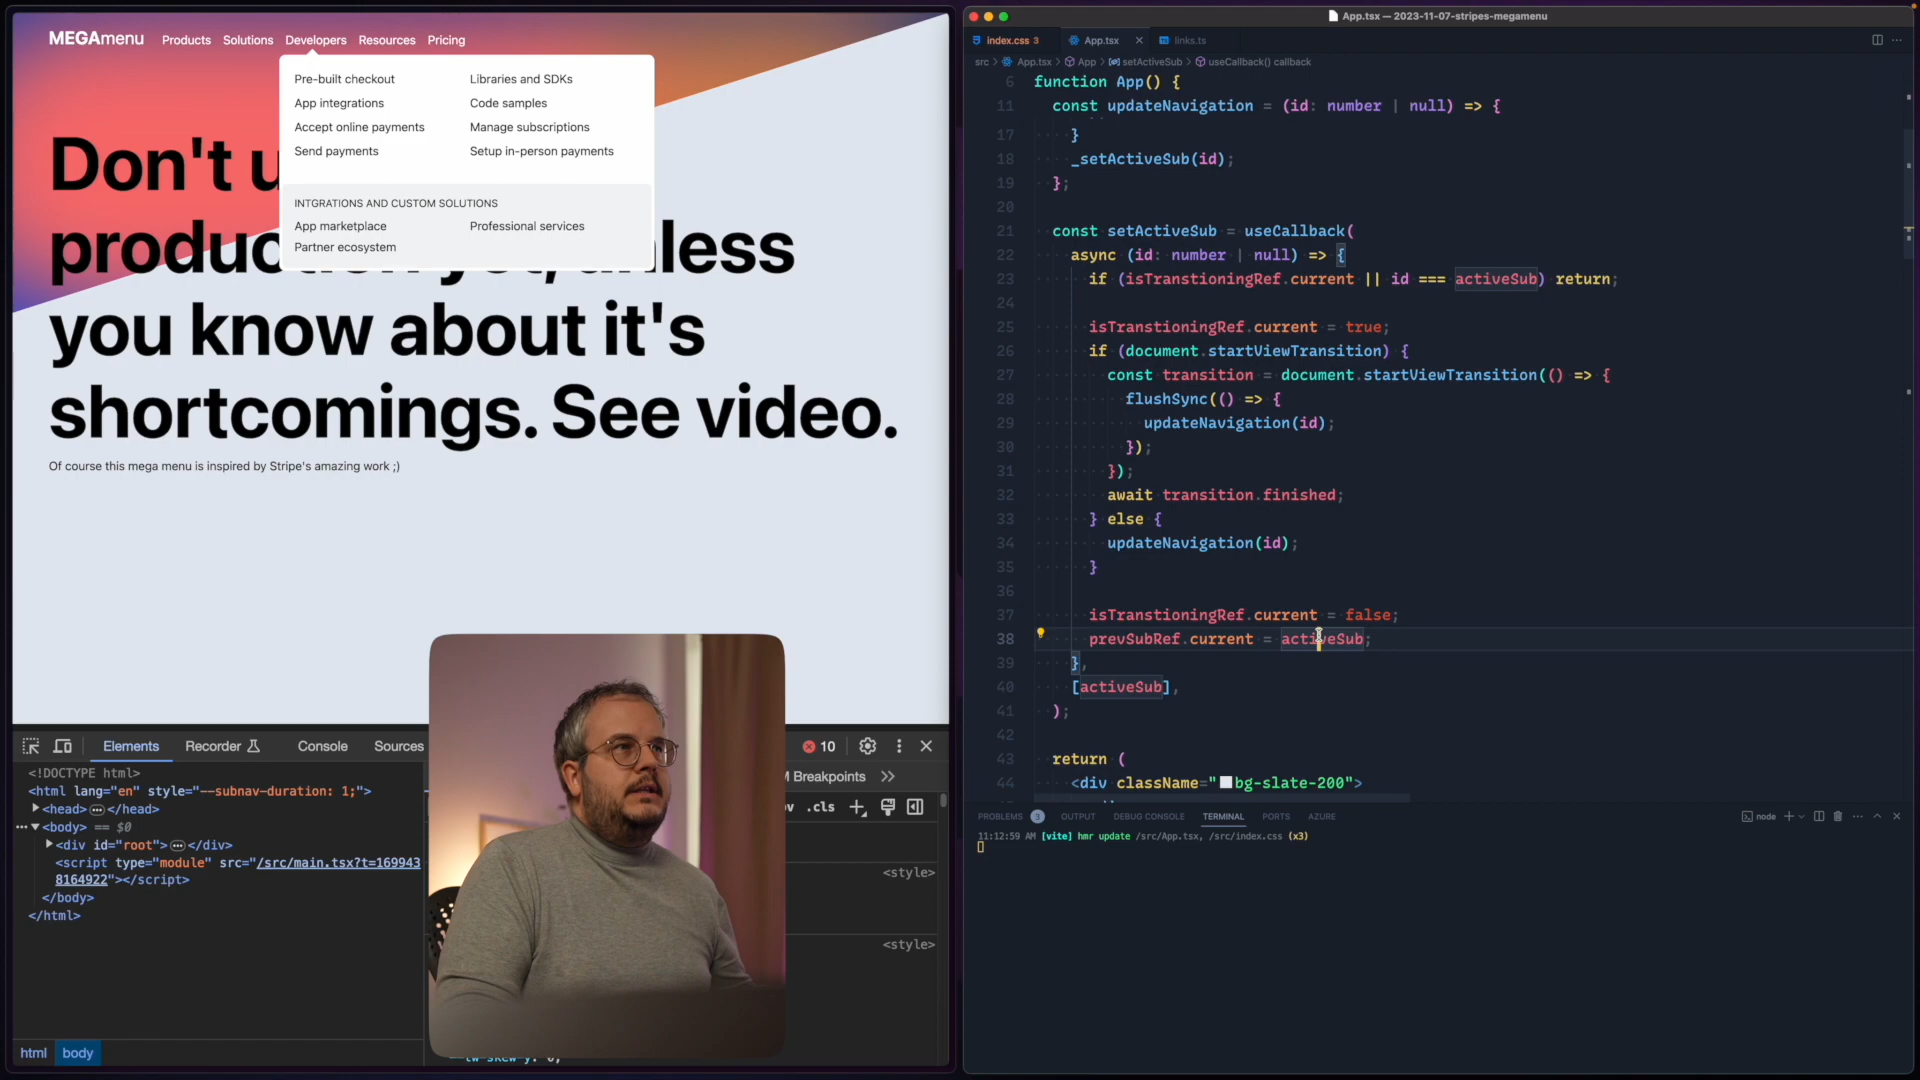 MEGAmenu Products Solutions Developers Resources Pricing
Pre-built checkout Libraries and SDKs
App integrations Code samples
Accept online payments Manage subscriptions
Send payments Setup in-person payments
INTGRATIONS AND CUSTOM SOLUTIONS
App marketplace Professional services
Partner ecosystem
Don't u
less
you know about it's
shortcomings. See video.
Of course this mega menu is inspired by Stripe's amazing work ;)
Elements Recorder Console Sources 10
<!DOCTYPE html>
<html lang="en" style="--subnav-duration: 1;">
<head> </head>
<body> == $0
<div id="root"> </div>
<script type="module" src="/src/main.tsx?t=169943
8164922"></script>
</body>
</html>
Breakpoints
.cls
<style>
<style>
html body
App.tsx — 2023-11-07-stripes-megamenu
index.css 3 App.tsx links.ts
src > App.tsx > App > setActiveSub > useCallback() callback
6 function App() {
11 const updateNavigation = (id: number | null) => {
17 }
18 _setActiveSub(id);
19 };
20
21 const setActiveSub = useCallback(
22 async (id: number | null) => {
23 if (isTranstioningRef.current || id === activeSub) return;
24
25 isTranstioningRef.current = true;
26 if (document.startViewTransition) {
27 const transition = document.startViewTransition(() => {
28 flushSync(() => {
29 updateNavigation(id);
30 });
31 });
32 await transition.finished;
33 } else {
34 updateNavigation(id);
35 }
36
37 isTranstioningRef.current = false;
38 prevSubRef.current = activeSub;
39 },
40 [activeSub],
41 );
42
43 return (
44 <div className="bg-slate-200">
PROBLEMS 3 OUTPUT DEBUG CONSOLE TERMINAL PORTS AZURE node
11:12:59 AM [vite] hmr update /src/App.tsx, /src/index.css (x3)